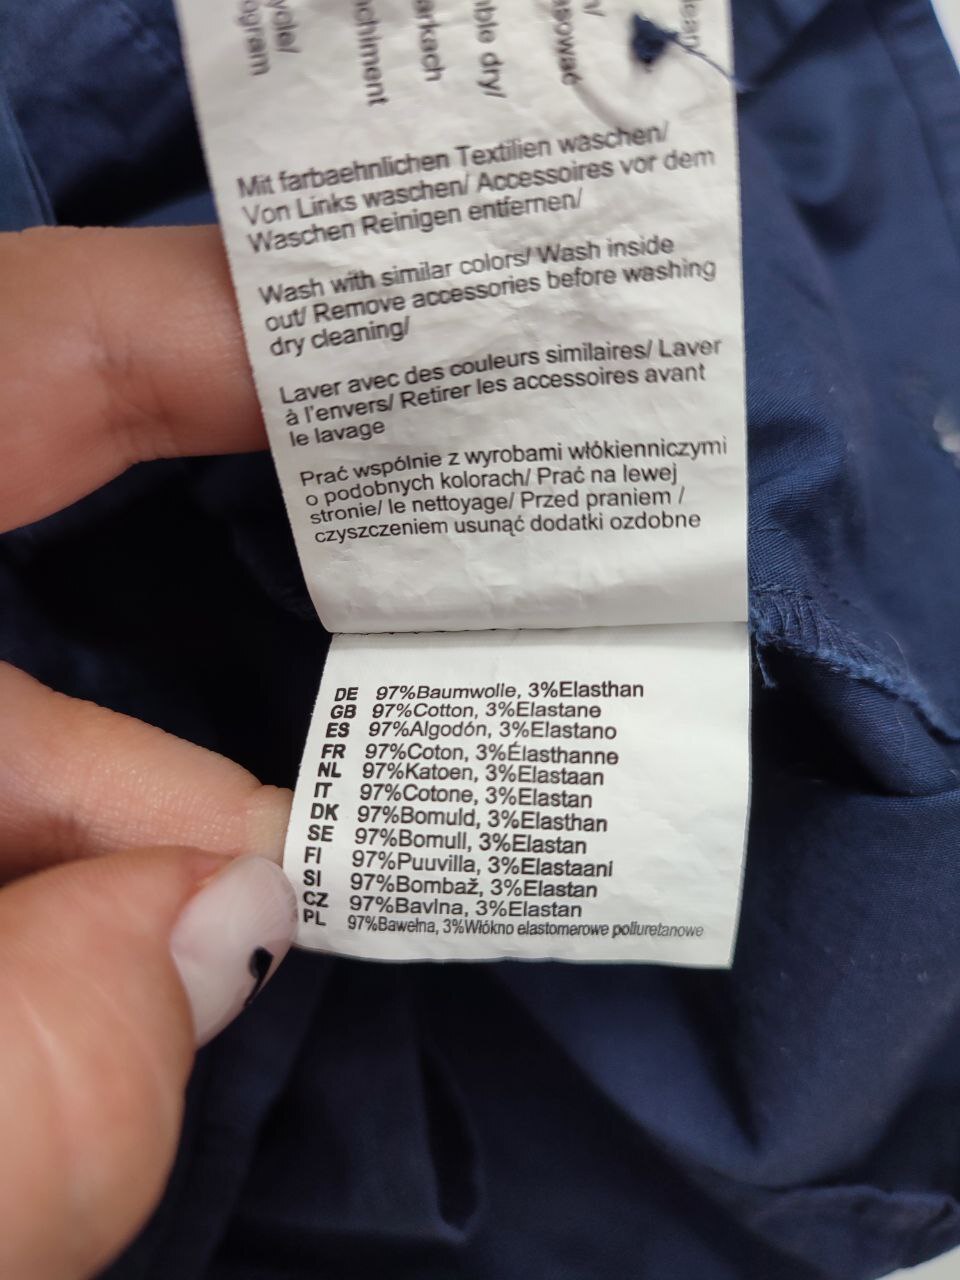 dry/
Mit farbaehnlichen Textilien waschen/
Von Links waschen/ Accessoires vor dem
Waschen Reinigen entfernen/
Wash with similar colors/ Wash inside
out/ Remove accessories before washing
dry cleaning/
Laver avec des couleurs similaires/ Laver
à l'envers/ Retirer les accessoires avant
le lavage
Prać wspólnie z wyrobami włókienniczymi
o podobnych kolorach/ Prać na lewej
stronie/ le nettoyage/ Przed praniem /
czyszczeniem usunąć dodatki ozdobne
DE 97%Baumwolle, 3%Elasthan
GB 97%Cotton, 3%Elastane
ES 97%Algodón, 3%Elastano
FR 97%Coton, 3%Élasthanne
NL 97%Katoen, 3%Elastaan
IT 97%Cotone, 3%Elastan
DK 97%Bomuld, 3%Elasthan
SE 97%Bomull, 3%Elastan
FI 97%Puuvilla, 3%Elastaani
SI 97%Bombaž, 3%Elastan
CZ 97%Bavlna, 3%Elastan
PL 97%Bawełna, 3%Włókno elastomerowe poliuretanowe